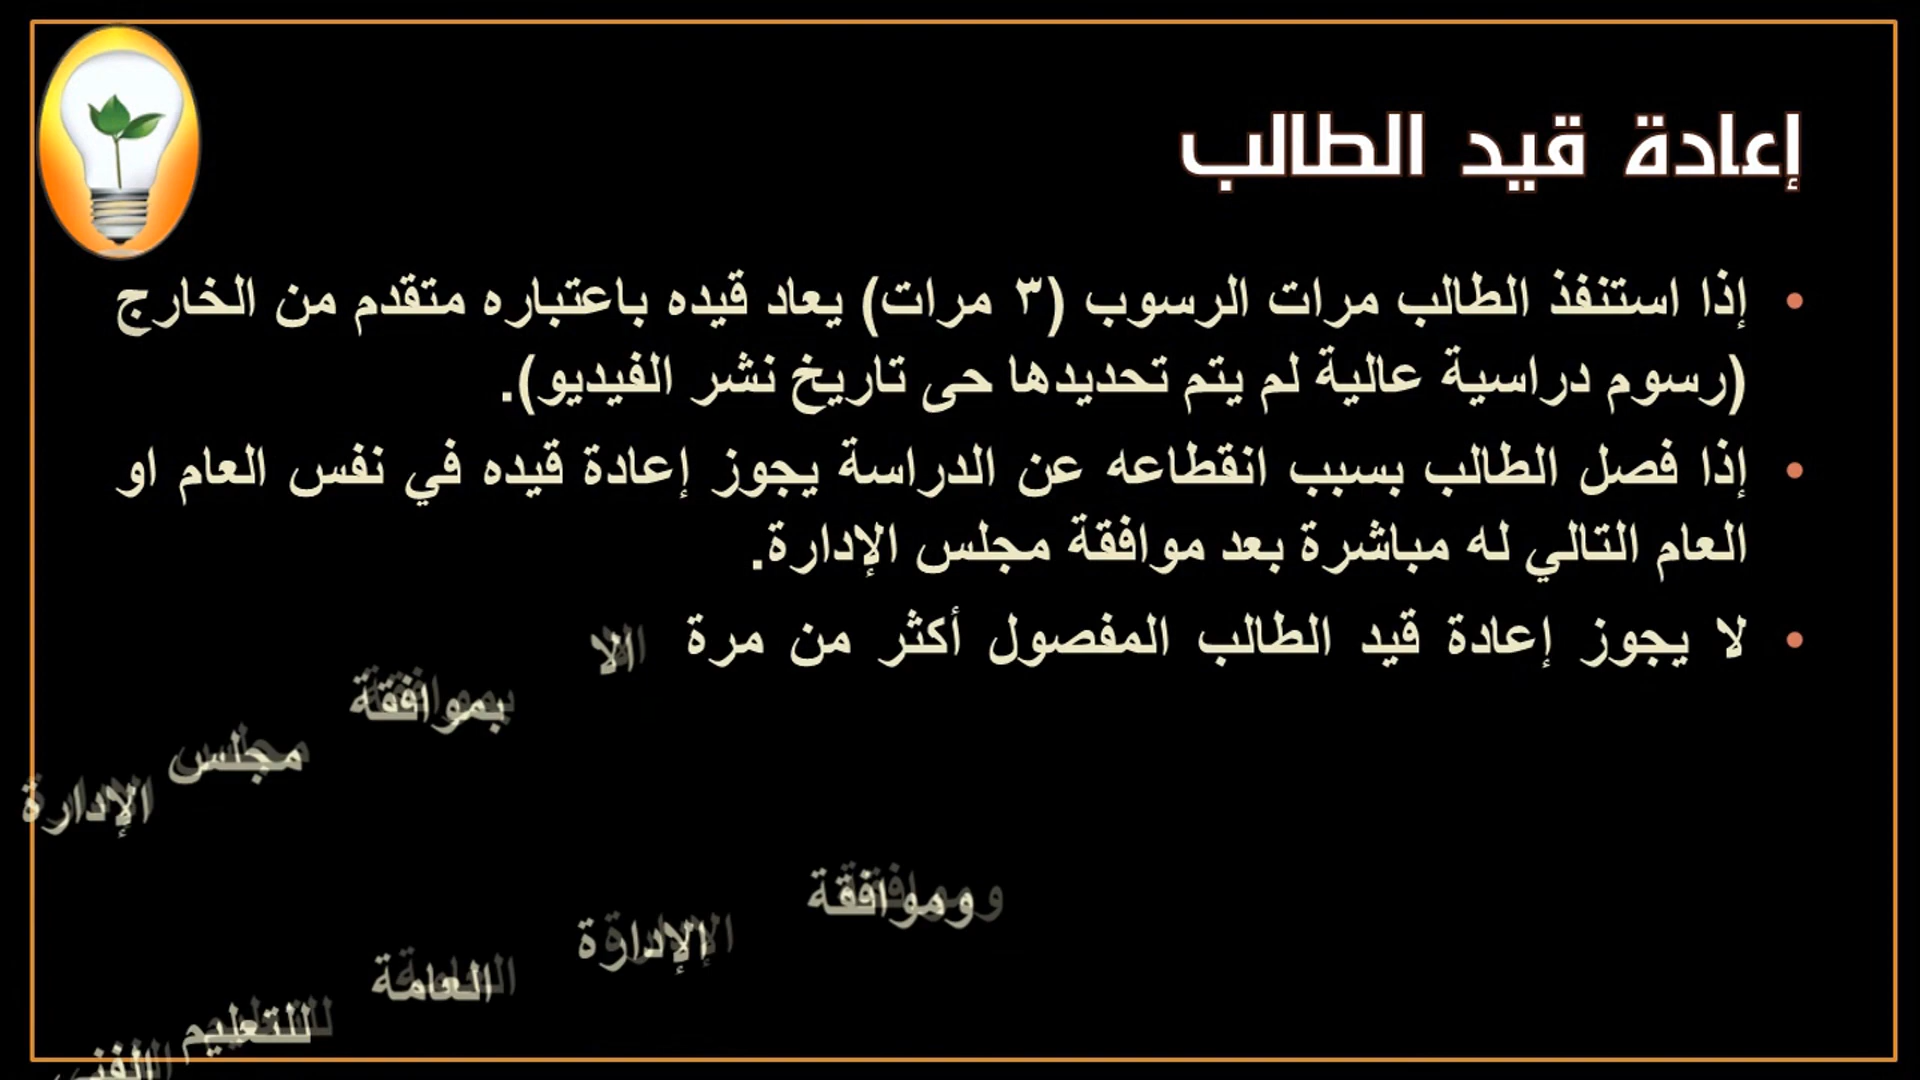 إعادة قيد الطالب
• إذا استنفذ الطالب مرات الرسوب (٣ مرات) يعاد قيده باعتباره متقدم من الخارج
(رسوم دراسية عالية لم يتم تحديدها حى تاريخ نشر الفيديو).
• إذا فصل الطالب بسبب انقطاعه عن الدراسة يجوز إعادة قيده في نفس العام او
العام التالي له مباشرة بعد موافقة مجلس الإدارة.
• لا يجوز إعادة قيد الطالب المفصول أكثر من مرة الا
بموافقة
مجلس
الإدارة
وموافقة
الإدارة
العامة
للتعليم
الفني